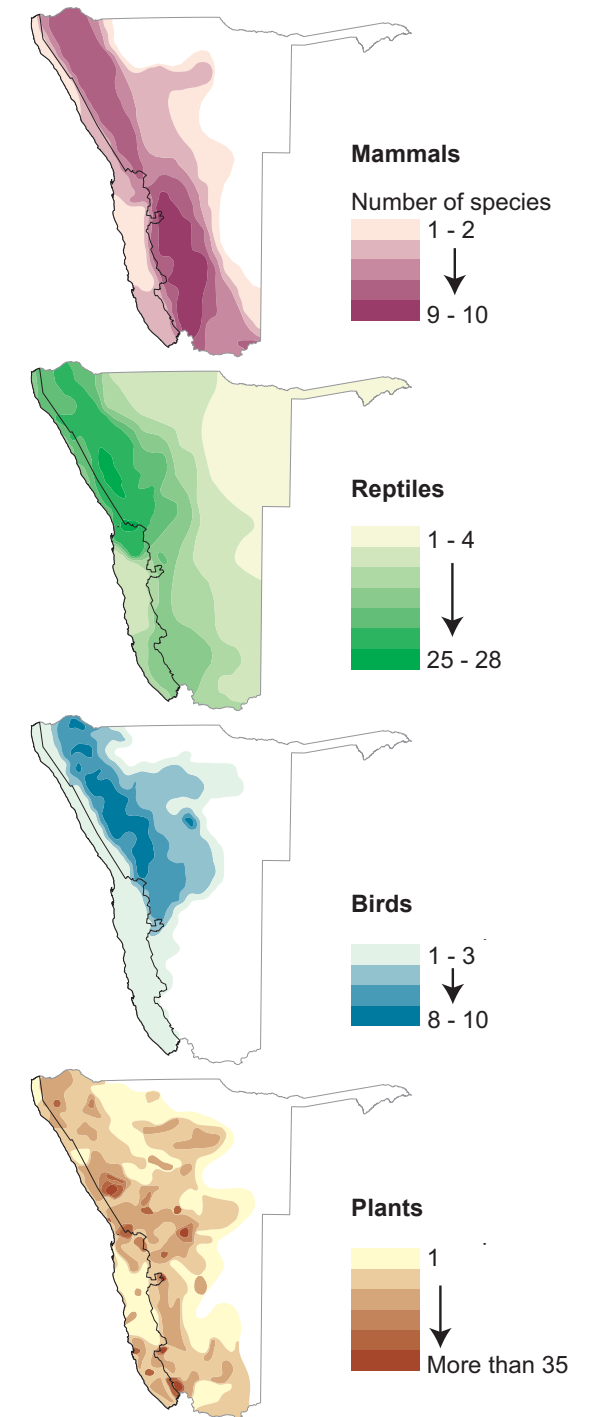 Mammals
Number of species
1 - 2
9 - 10
Reptiles
1 - 4
25 - 28
Birds
1 - 3
8 - 10
Plants
1
More than 35